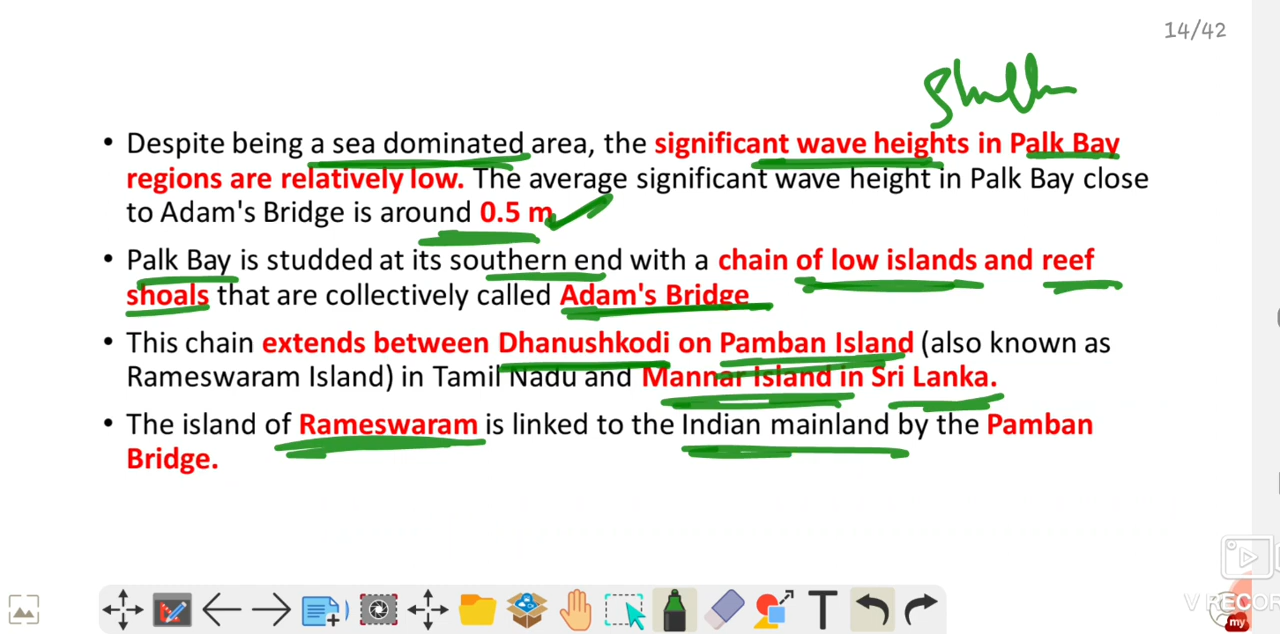 14/42
• Despite being a sea dominated area, the significant wave heights in Palk Bay
regions are relatively low. The average significant wave height in Palk Bay close
to Adam's Bridge is around 0.5 m
• Palk Bay is studded at its southern end with a chain of low islands and reef
shoals that are collectively called Adam's Bridge
• This chain extends between Dhanushkodi on Pamban Island (also known as
Rameswaram Island) in Tamil Nadu and Mannar Island in Sri Lanka.
• The island of Rameswaram is linked to the Indian mainland by the Pamban
Bridge.
V RECOR
my